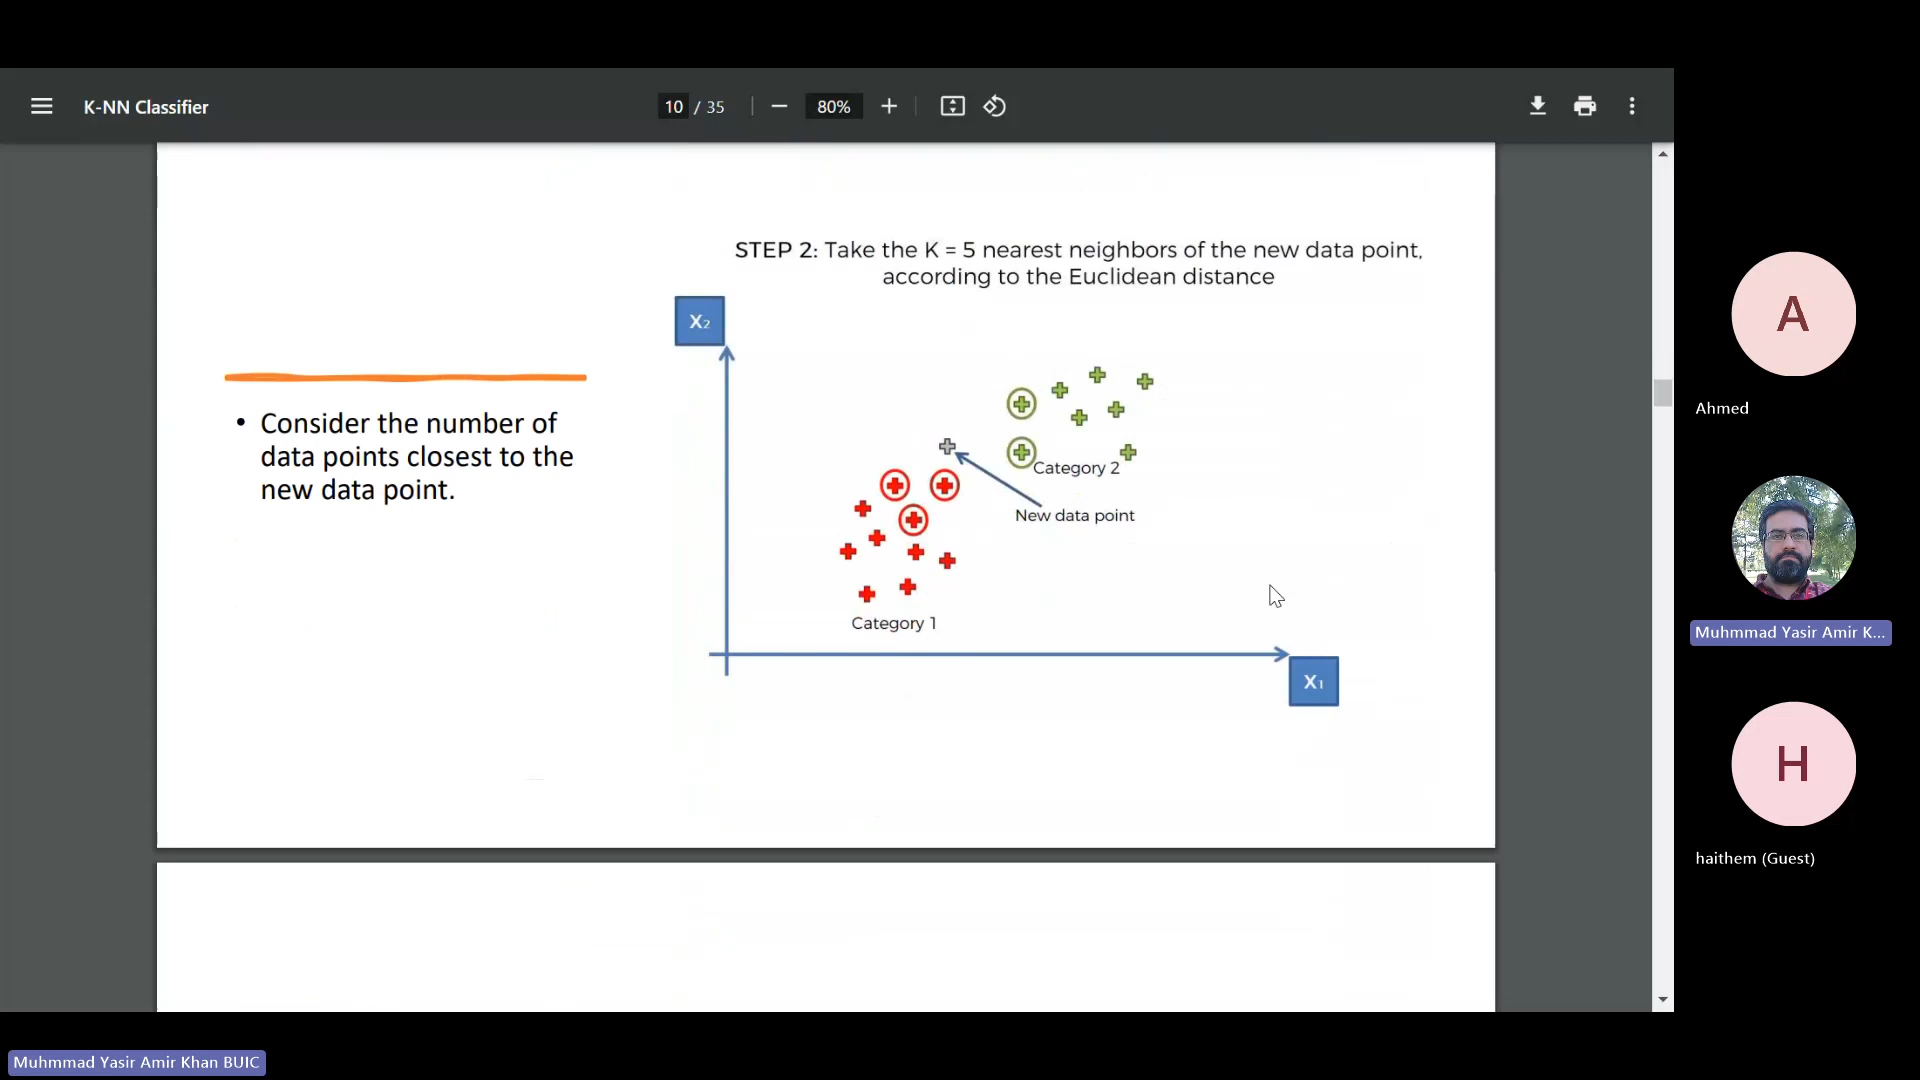 K-NN Classifier
10 / 35
80%
STEP 2: Take the K = 5 nearest neighbors of the new data point,
according to the Euclidean distance
X2
• Consider the number of
data points closest to the
new data point.
Category 2
New data point
Category 1
X1
A
Ahmed
Muhmmad Yasir Amir K...
H
haithem (Guest)
Muhmmad Yasir Amir Khan BUIC